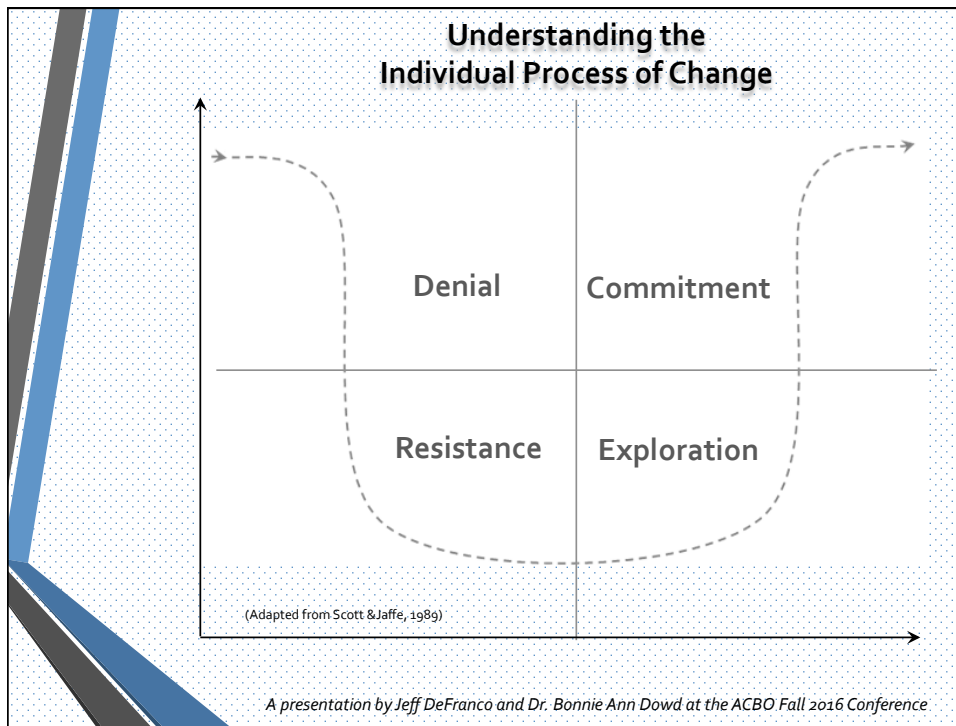 Understanding the
Individual Process of Change
Denial
Commitment
Resistance
Exploration
(Adapted from Scott &Jaffe, 1989)
A presentation by Jeff DeFranco and Dr. Bonnie Ann Dowd at the ACBO Fall 2016 Conference